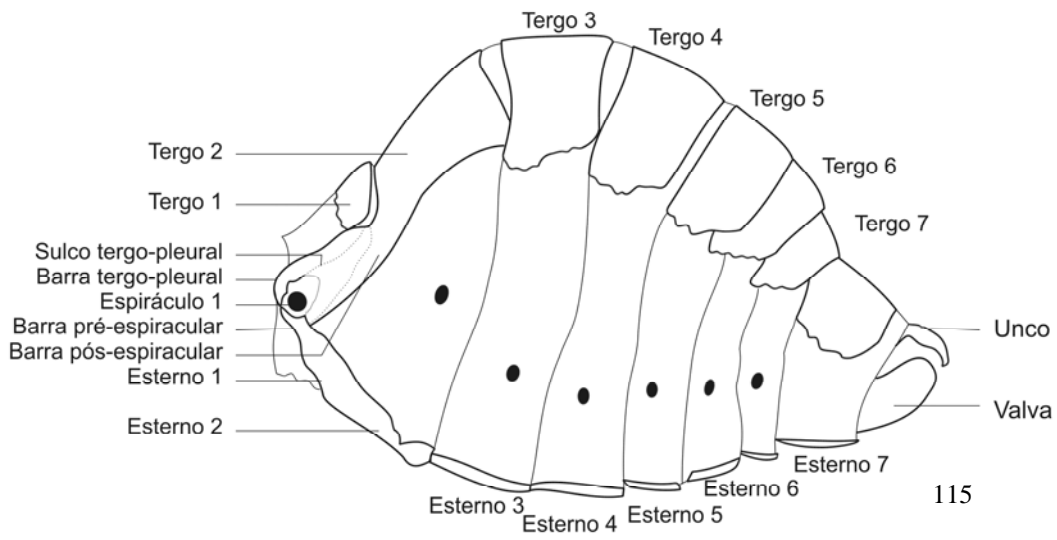 Tergo 3
Tergo 4
Tergo 5
Tergo 6
Tergo 7
Tergo 2
Tergo 1
Sulco tergo-pleural
Barra tergo-pleural
Espiráculo 1
Barra pré-espiracular
Barra pós-espiracular
Esterno 1
Esterno 2
Unco
Valva
Esterno 7
Esterno 6
Esterno 5
Esterno 3
Esterno 4
115